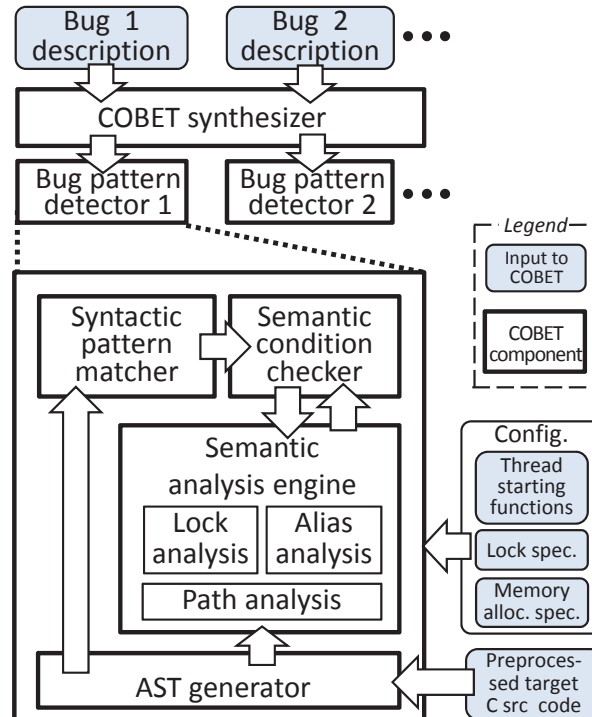 Bug 1
description
Bug 2
description
COBET synthesizer
Bug pattern
detector 1
Bug pattern
detector 2
Legend
Input to
COBET
COBET
component
Syntactic
pattern
matcher
Semantic
condition
checker
Semantic
analysis engine
Lock
analysis
Alias
analysis
Path analysis
AST generator
Config.
Thread
starting
functions
Lock spec.
Memory
alloc. spec.
Preproces-
sed target
C src code